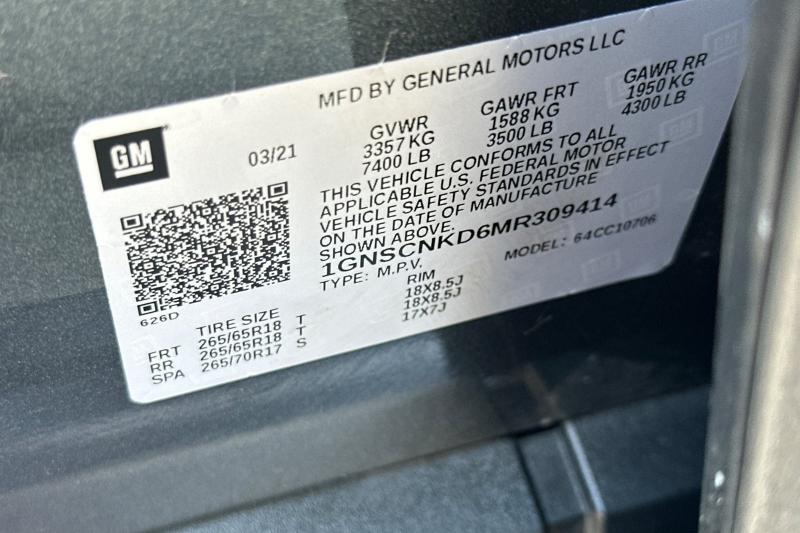 MFD BY GENERAL MOTORS LLC
GM
03/21
GVWR
3357 KG
7400 LB
GAWR FRT
1588 KG
3500 LB
GAWR RR
1950 KG
4300 LB
THIS VEHICLE CONFORMS TO ALL
APPLICABLE U.S. FEDERAL MOTOR
VEHICLE SAFETY STANDARDS IN EFFECT
ON THE DATE OF MANUFACTURE
SHOWN ABOVE.
1GNSCNKD6MR309414
TYPE: M.P.V.
MODEL: 64CC10706
626D
TIRE SIZE
RIM
FRT 265/65R18 T 18X8.5J
RR 265/65R18 T 18X8.5J
SPA 265/70R17 S 17X7J